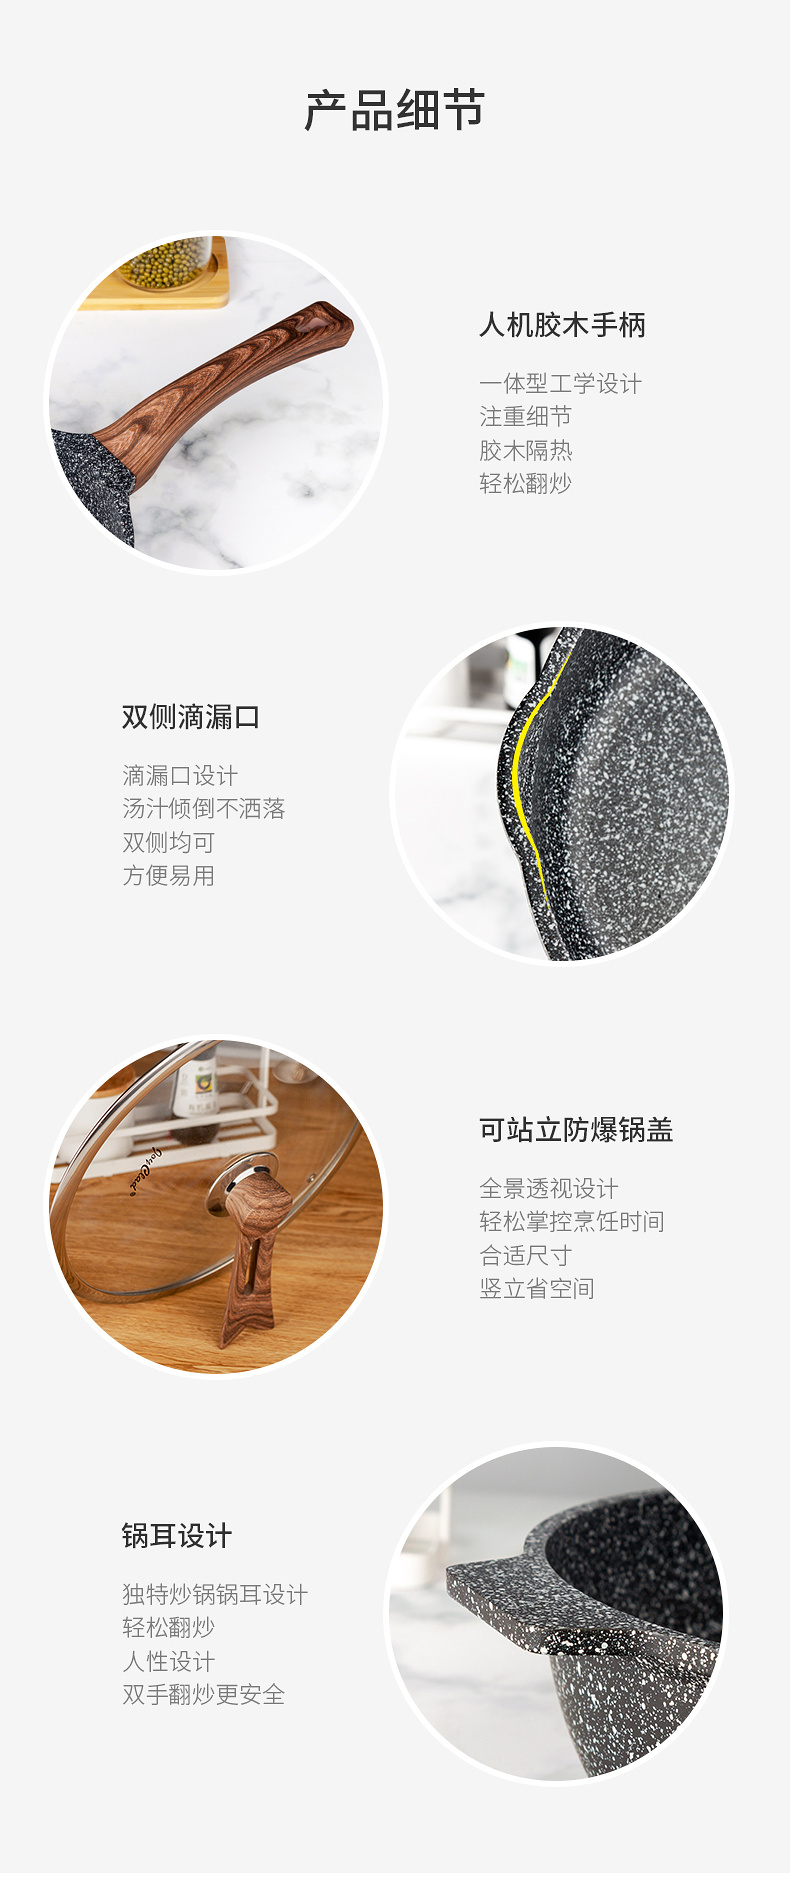 产品细节
人机胶木手柄
一体型工学设计
注重细节
胶木隔热
轻松翻炒
双侧滴漏口
滴漏口设计
汤汁倾倒不洒落
双侧均可
方便易用
可站立防爆锅盖
全景透视设计
轻松掌控烹饪时间
合适尺寸
竖立省空间
JoyClad
锅耳设计
独特炒锅锅耳设计
轻松翻炒
人性设计
双手翻炒更安全